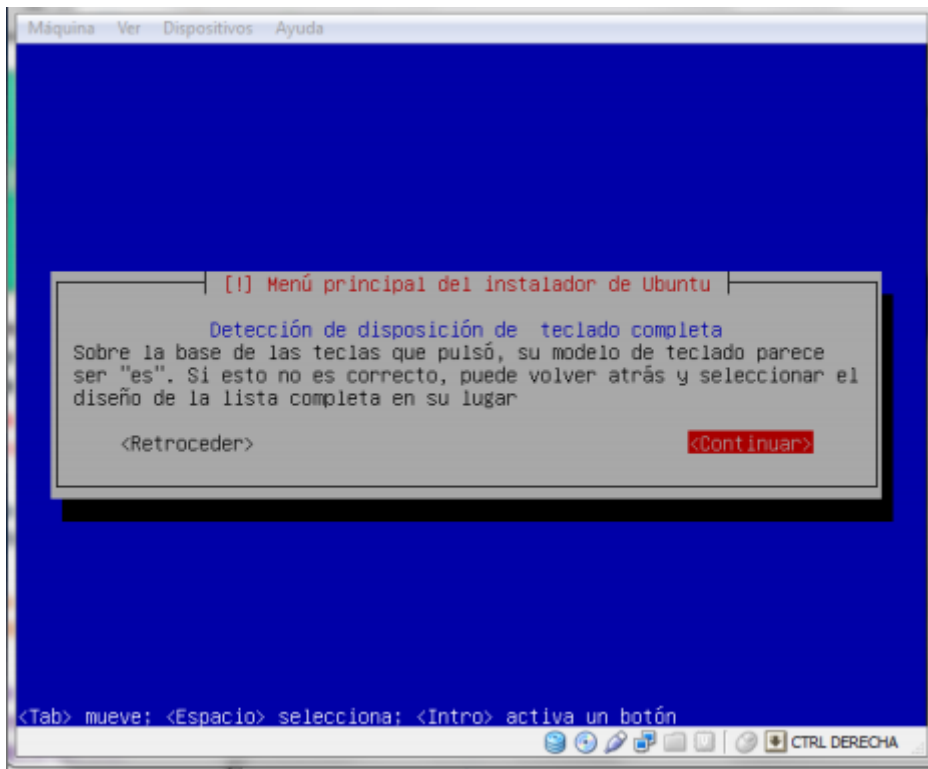 Máquina Ver Dispositivos Ayuda
[!] Menú principal del instalador de Ubuntu
Detección de disposición de teclado completa
Sobre la base de las teclas que pulsó, su modelo de teclado parece
ser "es". Si esto no es correcto, puede volver atrás y seleccionar el
diseño de la lista completa en su lugar
<Retroceder> <Continuar>
<Tab> mueve; <Espacio> selecciona; <Intro> activa un botón
CTRL DERECHA